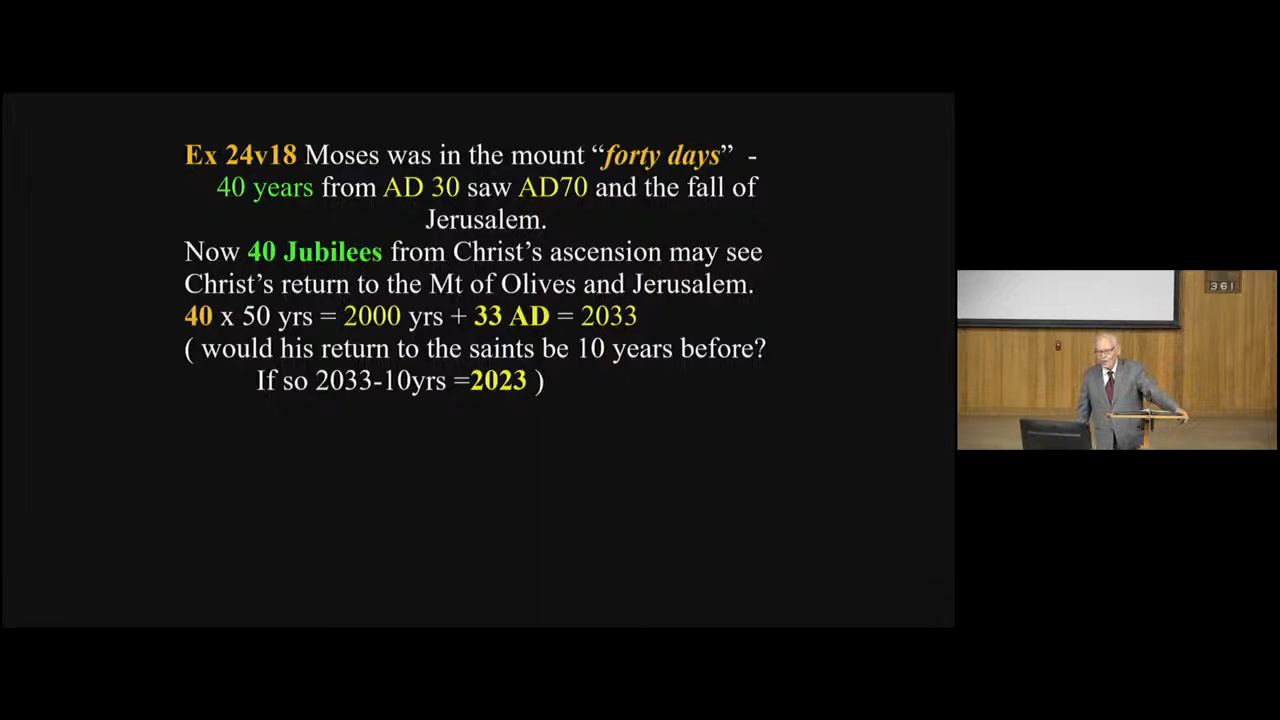 Ex 24v18 Moses was in the mount “forty days” -
40 years from AD 30 saw AD70 and the fall of
Jerusalem.
Now 40 Jubilees from Christ’s ascension may see
Christ’s return to the Mt of Olives and Jerusalem.
40 x 50 yrs = 2000 yrs + 33 AD = 2033
( would his return to the saints be 10 years before?
If so 2033-10yrs =2023 )
361